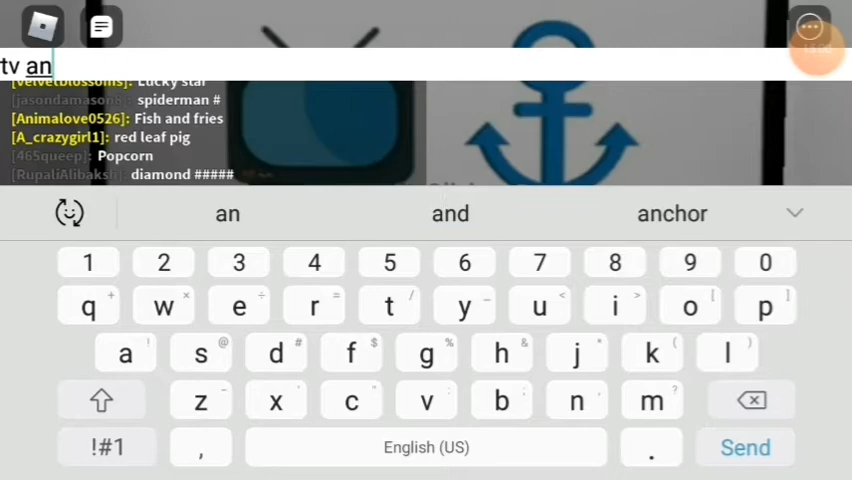 tv an
[velvetblossoms]: Lucky star
spiderman #
[Animalove0526]: Fish and fries
[A_crazygirl1]: red leaf pig
[465queep]: Popcorn
[RupaliAlibaksh]: diamond #####
an and anchor
1 2 3 4 5 6 7 8 9 0
q + w × e ÷ r = t / y _ u < i > o [ p ]
a ! s @ d # f $ g % h & j * k ( l )
z - x ' c " v : b ; n , m ?
!#1 , English (US) . Send